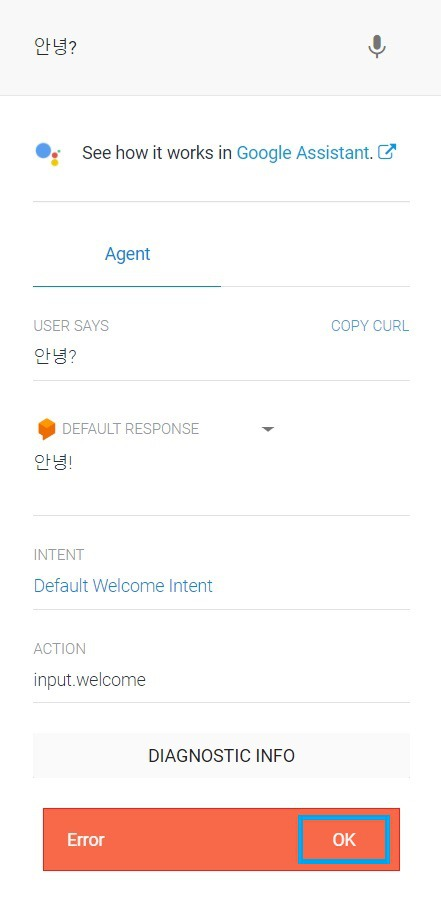 안녕?
See how it works in Google Assistant.
Agent
USER SAYS COPY CURL
안녕?
DEFAULT RESPONSE
안녕!
INTENT
Default Welcome Intent
ACTION
input.welcome
DIAGNOSTIC INFO
Error OK